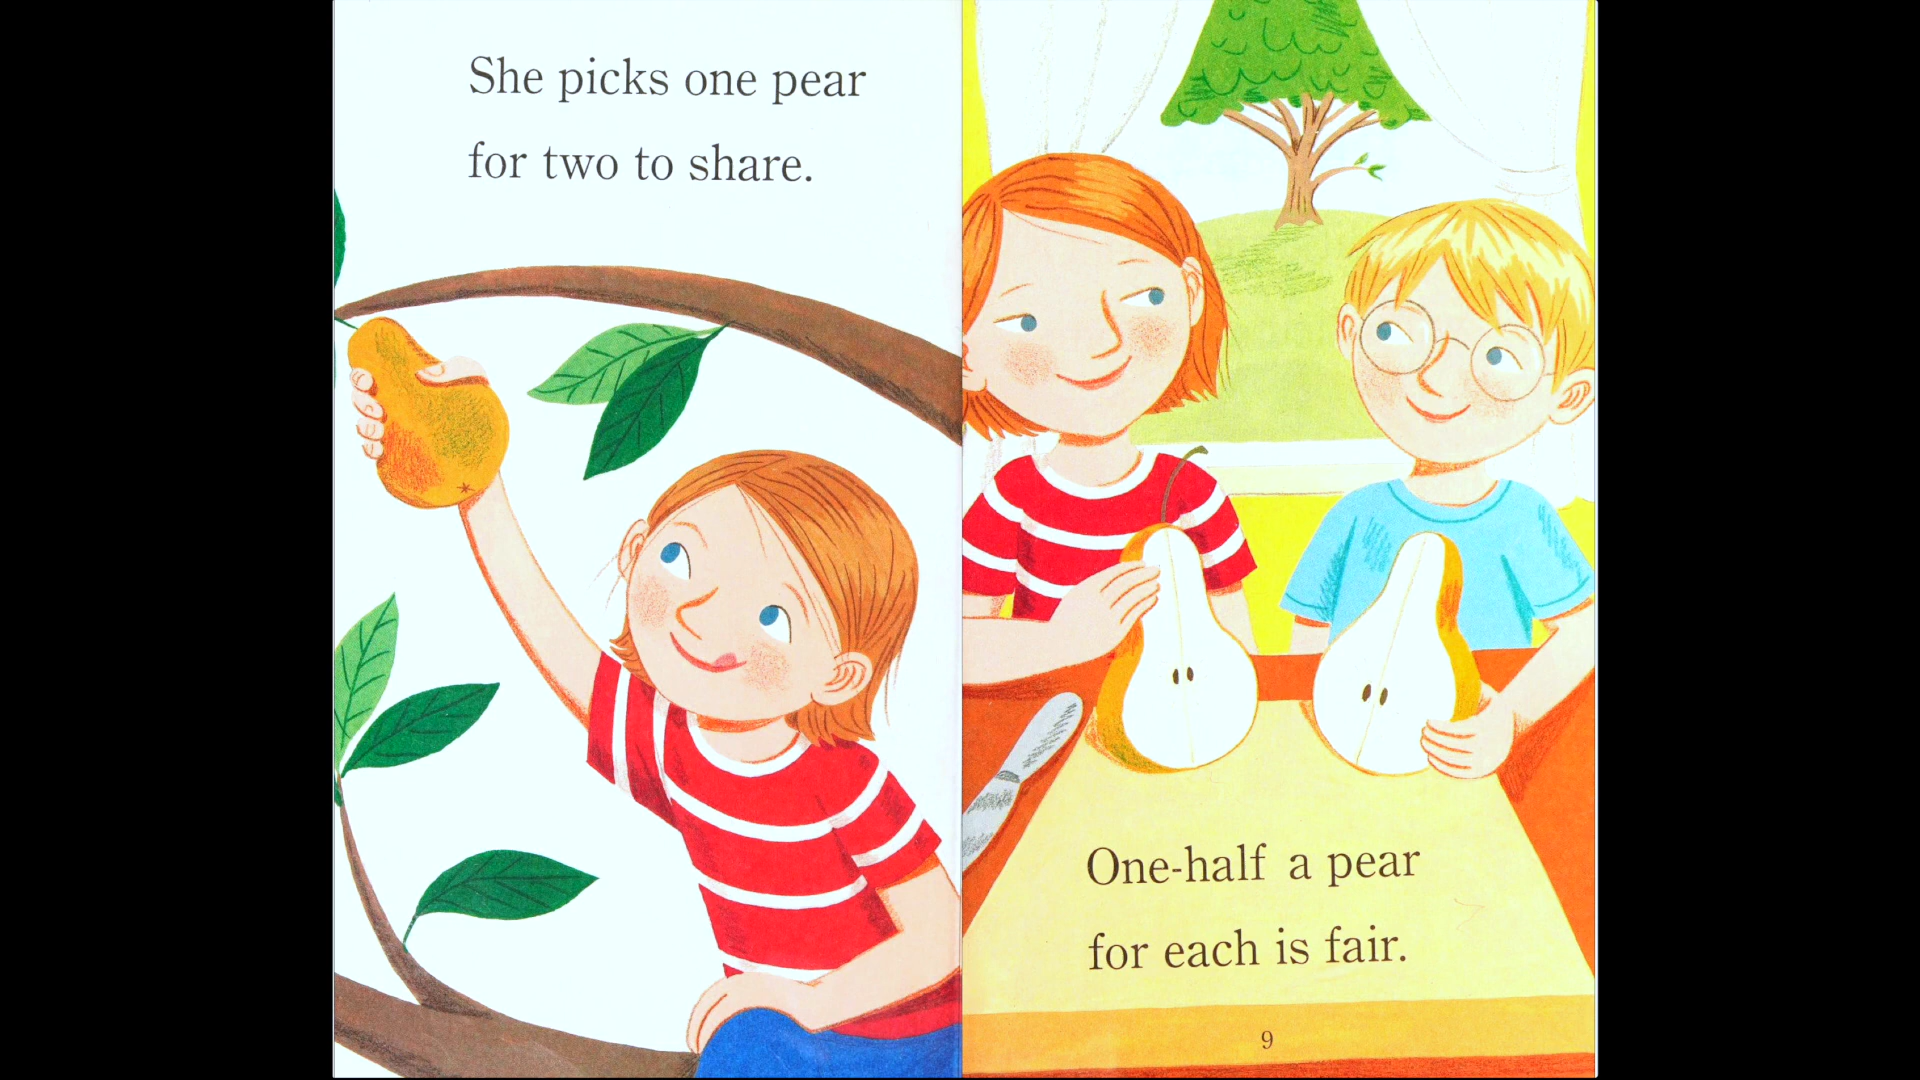 She picks one pear
for two to share.
One-half a pear
for each is fair.
9